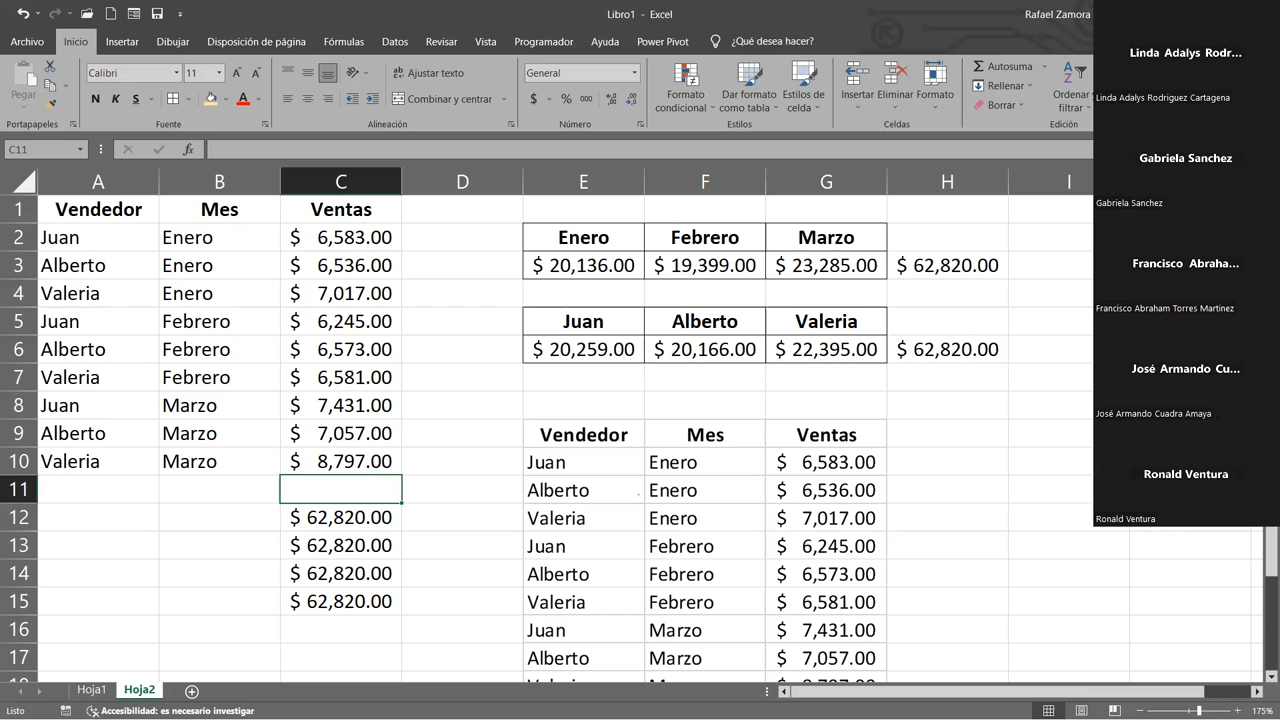 Libro1 - Excel
Rafael Zamora
Archivo Inicio Insertar Dibujar Disposición de página Fórmulas Datos Revisar Vista Programador Ayuda Power Pivot ¿Qué desea hacer?
Pegar
Calibri 11
N K S
Ajustar texto
Combinar y centrar
General
$ % 000
Formato condicional
Dar formato como tabla
Estilos de celda
Insertar Eliminar Formato
Autosuma
Rellenar
Borrar
Ordenar y
filtrar
Portapapeles Fuente Alineación Número Estilos Celdas Edición
C11 fx
A B C D E F G H I
1 Vendedor Mes Ventas
2 Juan Enero $ 6,583.00 Enero Febrero Marzo
3 Alberto Enero $ 6,536.00 $ 20,136.00 $ 19,399.00 $ 23,285.00 $ 62,820.00
4 Valeria Enero $ 7,017.00
5 Juan Febrero $ 6,245.00 Juan Alberto Valeria
6 Alberto Febrero $ 6,573.00 $ 20,259.00 $ 20,166.00 $ 22,395.00 $ 62,820.00
7 Valeria Febrero $ 6,581.00
8 Juan Marzo $ 7,431.00
9 Alberto Marzo $ 7,057.00 Vendedor Mes Ventas
10 Valeria Marzo $ 8,797.00 Juan Enero $ 6,583.00
11 Alberto Enero $ 6,536.00
12 $ 62,820.00 Valeria Enero $ 7,017.00
13 $ 62,820.00 Juan Febrero $ 6,245.00
14 $ 62,820.00 Alberto Febrero $ 6,573.00
15 $ 62,820.00 Valeria Febrero $ 6,581.00
16 Juan Marzo $ 7,431.00
17 Alberto Marzo $ 7,057.00
Hoja1 Hoja2
Listo Accesibilidad: es necesario investigar 175%
Linda Adalys Rodr...
Linda Adalys Rodriguez Cartagena
Gabriela Sanchez
Gabriela Sanchez
Francisco Abraha...
Francisco Abraham Torres Martinez
José Armando Cu...
José Armando Cuadra Amaya
Ronald Ventura
Ronald Ventura